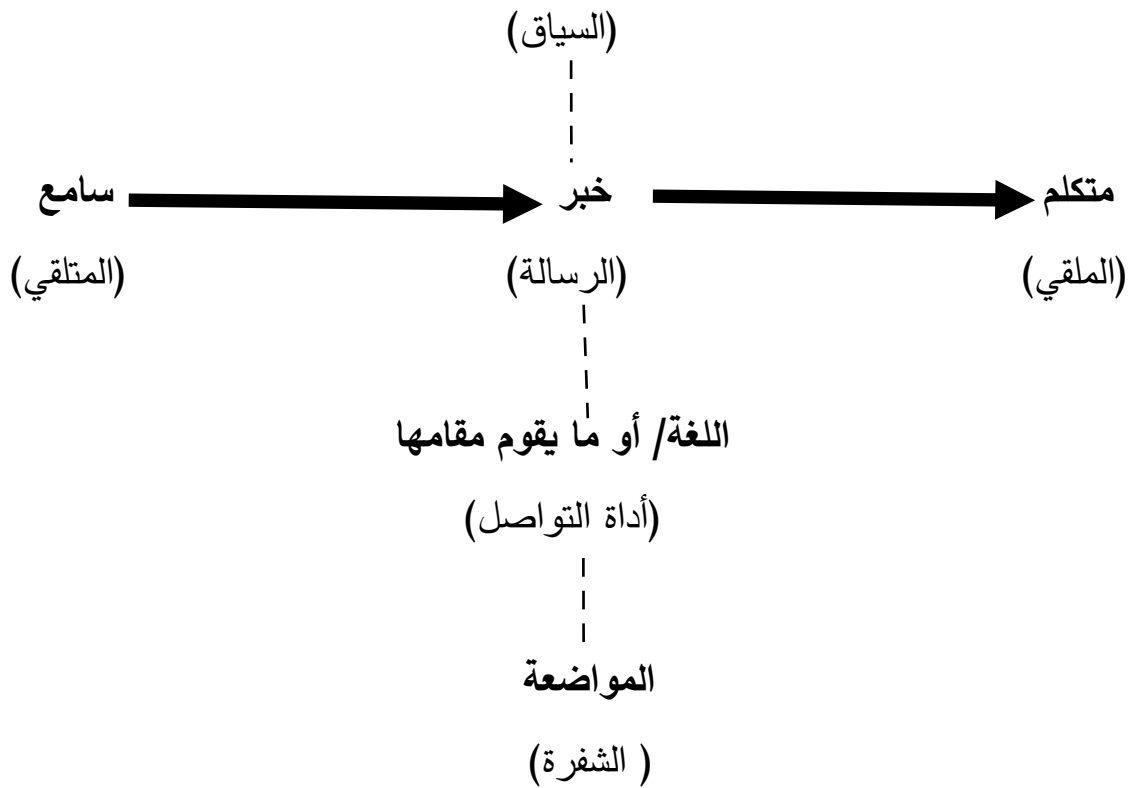 (السياق)
متكلم خبر سامع
(الملقي) (الرسالة) (المتلقي)
اللغة/ أو ما يقوم مقامها
(أداة التواصل)
المواضعة
( الشفرة)